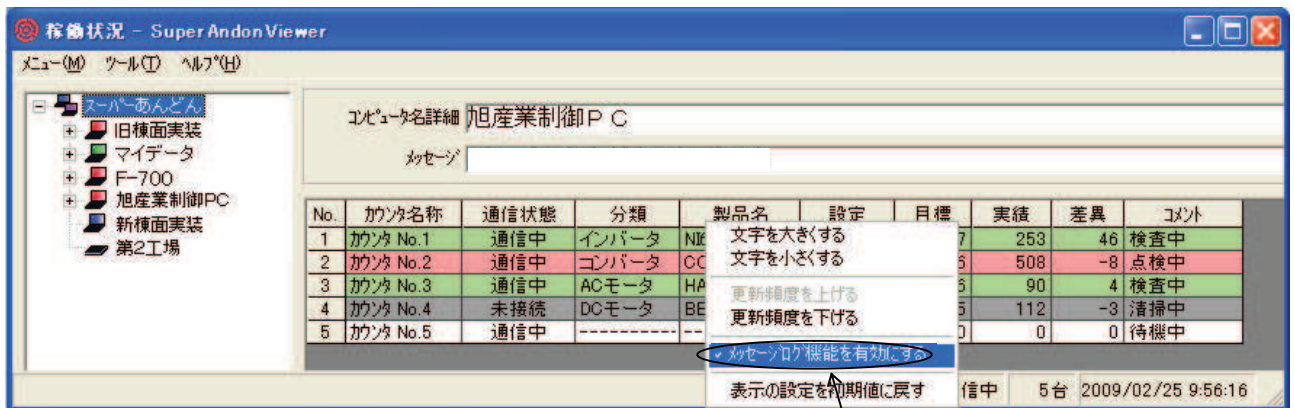 稼働状況 - Super Andon Viewer
ﾒﾆｭｰ(M) ﾂｰﾙ(T) ﾍﾙﾌﾟ(H)
スーパーあんどん
旧棟面実装
マイデータ
F-700
旭産業制御PC
新棟面実装
第2工場
ｺﾝﾋﾟｭｰﾀ名詳細 旭産業制御ＰＣ
ﾒｯｾｰｼﾞ
No. ｶｳﾝﾀ名称 通信状態 分類 製品名 設定 目標 実績 差異 ｺﾒﾝﾄ
1 ｶｳﾝﾀ No.1 通信中 インバータ 7 253 46 検査中
2 ｶｳﾝﾀ No.2 通信中 コンバータ CO 6 508 -8 点検中
3 ｶｳﾝﾀ No.3 通信中 ACモータ HA 6 90 4 検査中
4 ｶｳﾝﾀ No.4 未接続 DCモータ BE 5 112 -3 清掃中
5 ｶｳﾝﾀ No.5 通信中 ---------- -- 0 0 0 待機中
文字を大きくする
文字を小さくする
更新頻度を上げる
更新頻度を下げる
ﾒｯｾｰｼﾞﾛｸﾞ機能を有効にする
表示の設定を初期値に戻す
信中 5台 2009/02/25 9:56:16